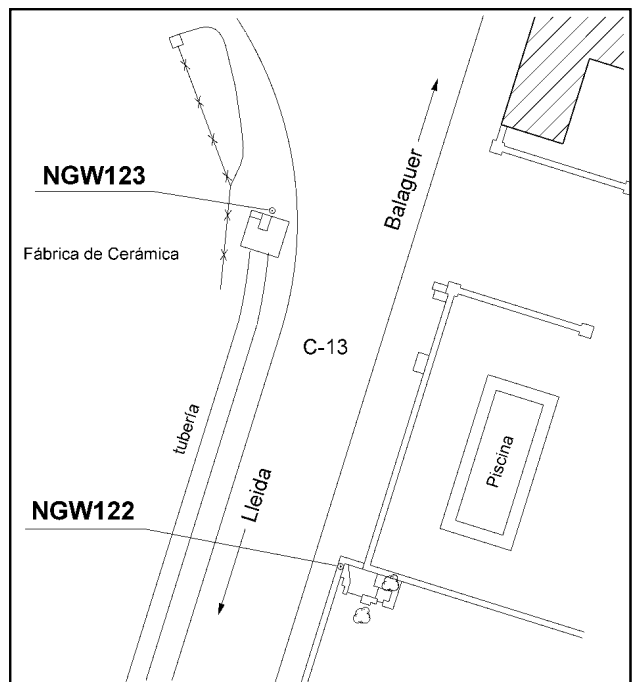 NGW123
Balaguer
Fábrica de Cerámica
C-13
tubería
Piscina
Lleida
NGW122